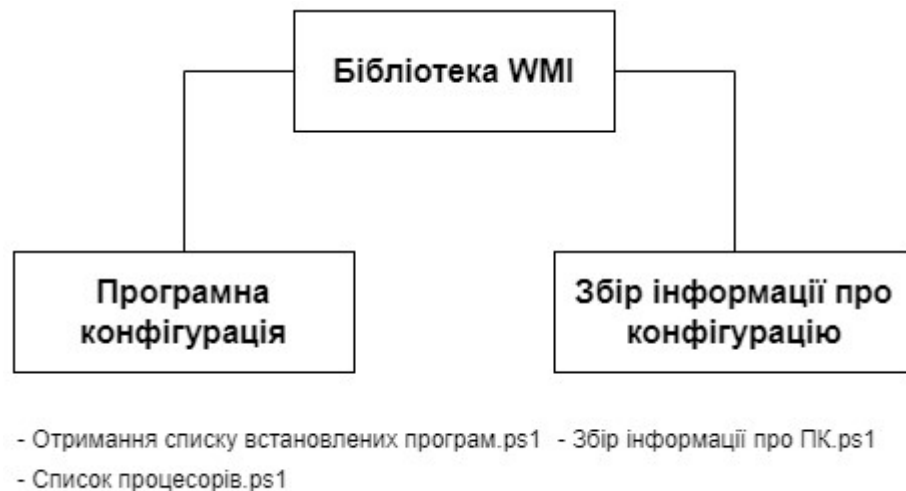 Бібліотека WMI
Програмна
конфігурація
Збір інформації про
конфігурацію
- Отримання списку встановлених програм.ps1
- Список процесорів.ps1
- Збір інформації про ПК.ps1